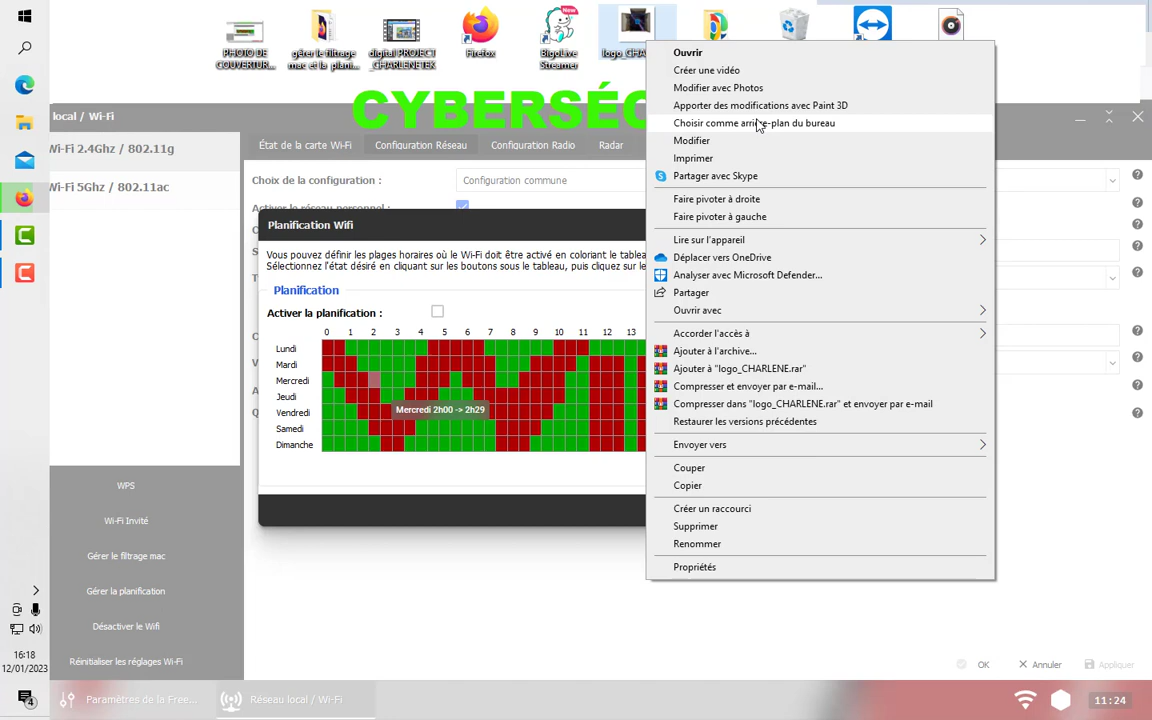 PHOTO DE
COUVERTUR...
gérer le filtrage
mac et la plani...
digital PROJECT
_CHARLENETEK
Firefox
BigoLive
Streamer
New
logo_CHA
CYBERSÉC
local / Wi-Fi
Wi-Fi 2.4Ghz / 802.11g
Wi-Fi 5Ghz / 802.11ac
État de la carte Wi-Fi
Configuration Réseau
Configuration Radio
Radar
Choix de la configuration :
Configuration commune
Activer le réseau personnel :
Planification Wifi
Vous pouvez définir les plages horaires où le Wi-Fi doit être activé en coloriant le tablea
Sélectionnez l'état désiré en cliquant sur les boutons sous le tableau, puis cliquez sur le
Planification
Activer la planification :
0 1 2 3 4 5 6 7 8 9 10 11 12 13
Lundi
Mardi
Mercredi
Jeudi
Vendredi
Samedi
Dimanche
Mercredi 2h00 -> 2h29
Ouvrir
Créer une vidéo
Modifier avec Photos
Apporter des modifications avec Paint 3D
Choisir comme arrière-plan du bureau
Modifier
Imprimer
Partager avec Skype
Faire pivoter à droite
Faire pivoter à gauche
Lire sur l'appareil
Déplacer vers OneDrive
Analyser avec Microsoft Defender...
Partager
Ouvrir avec
Accorder l'accès à
Ajouter à l'archive...
Ajouter à "logo_CHARLENE.rar"
Compresser et envoyer par e-mail...
Compresser dans "logo_CHARLENE.rar" et envoyer par e-mail
Restaurer les versions précédentes
Envoyer vers
Couper
Copier
Créer un raccourci
Supprimer
Renommer
Propriétés
WPS
Wi-Fi Invité
Gérer le filtrage mac
Gérer la planification
Désactiver le Wifi
Réinitialiser les réglages Wi-Fi
OK
Annuler
Appliquer
16:18
12/01/2023
4
Paramètres de la Free...
Réseau local / Wi-Fi
11:24